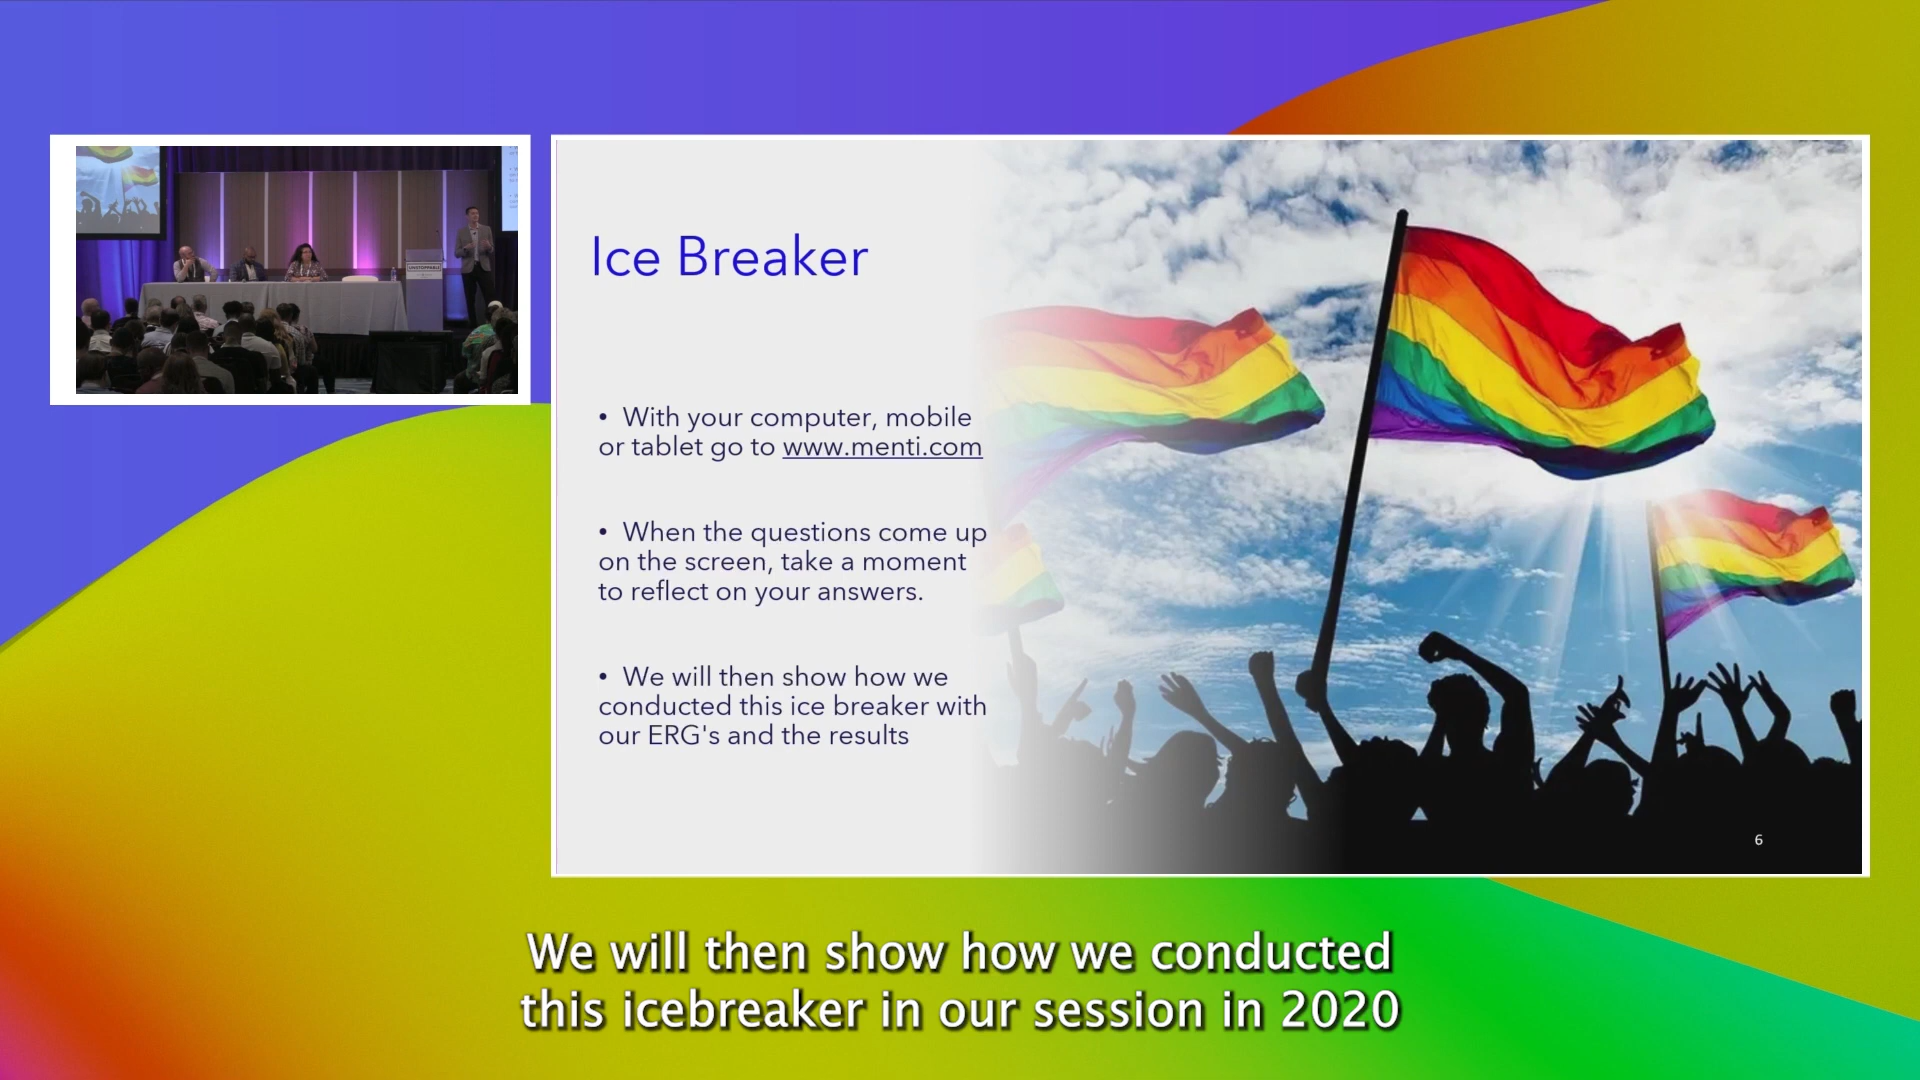 UNSTOPPABLE
Ice Breaker
• With your computer, mobile
or tablet go to www.menti.com
• When the questions come up
on the screen, take a moment
to reflect on your answers.
• We will then show how we
conducted this ice breaker with
our ERG's and the results
6
We will then show how we conducted
this icebreaker in our session in 2020